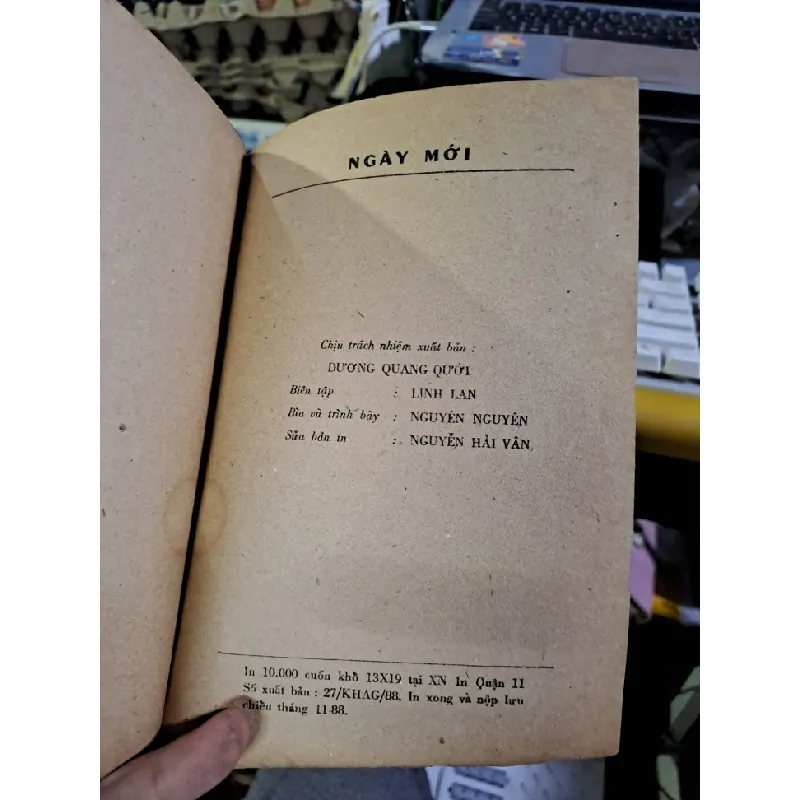 NGÀY MỚI
Chịu trách nhiệm xuất bản :
DƯƠNG QUANG QƯỚI
Biên tập : LINH LAN
Bìa và trình bày : NGUYÊN NGUYÊN
Sửa bản in : NGUYỄN HẢI VÂN
In 10.000 cuốn khổ 13X19 tại XN In Quận 11
Số xuất bản : 27/KHAG/88. In xong và nộp lưu
chiểu tháng 11-88.